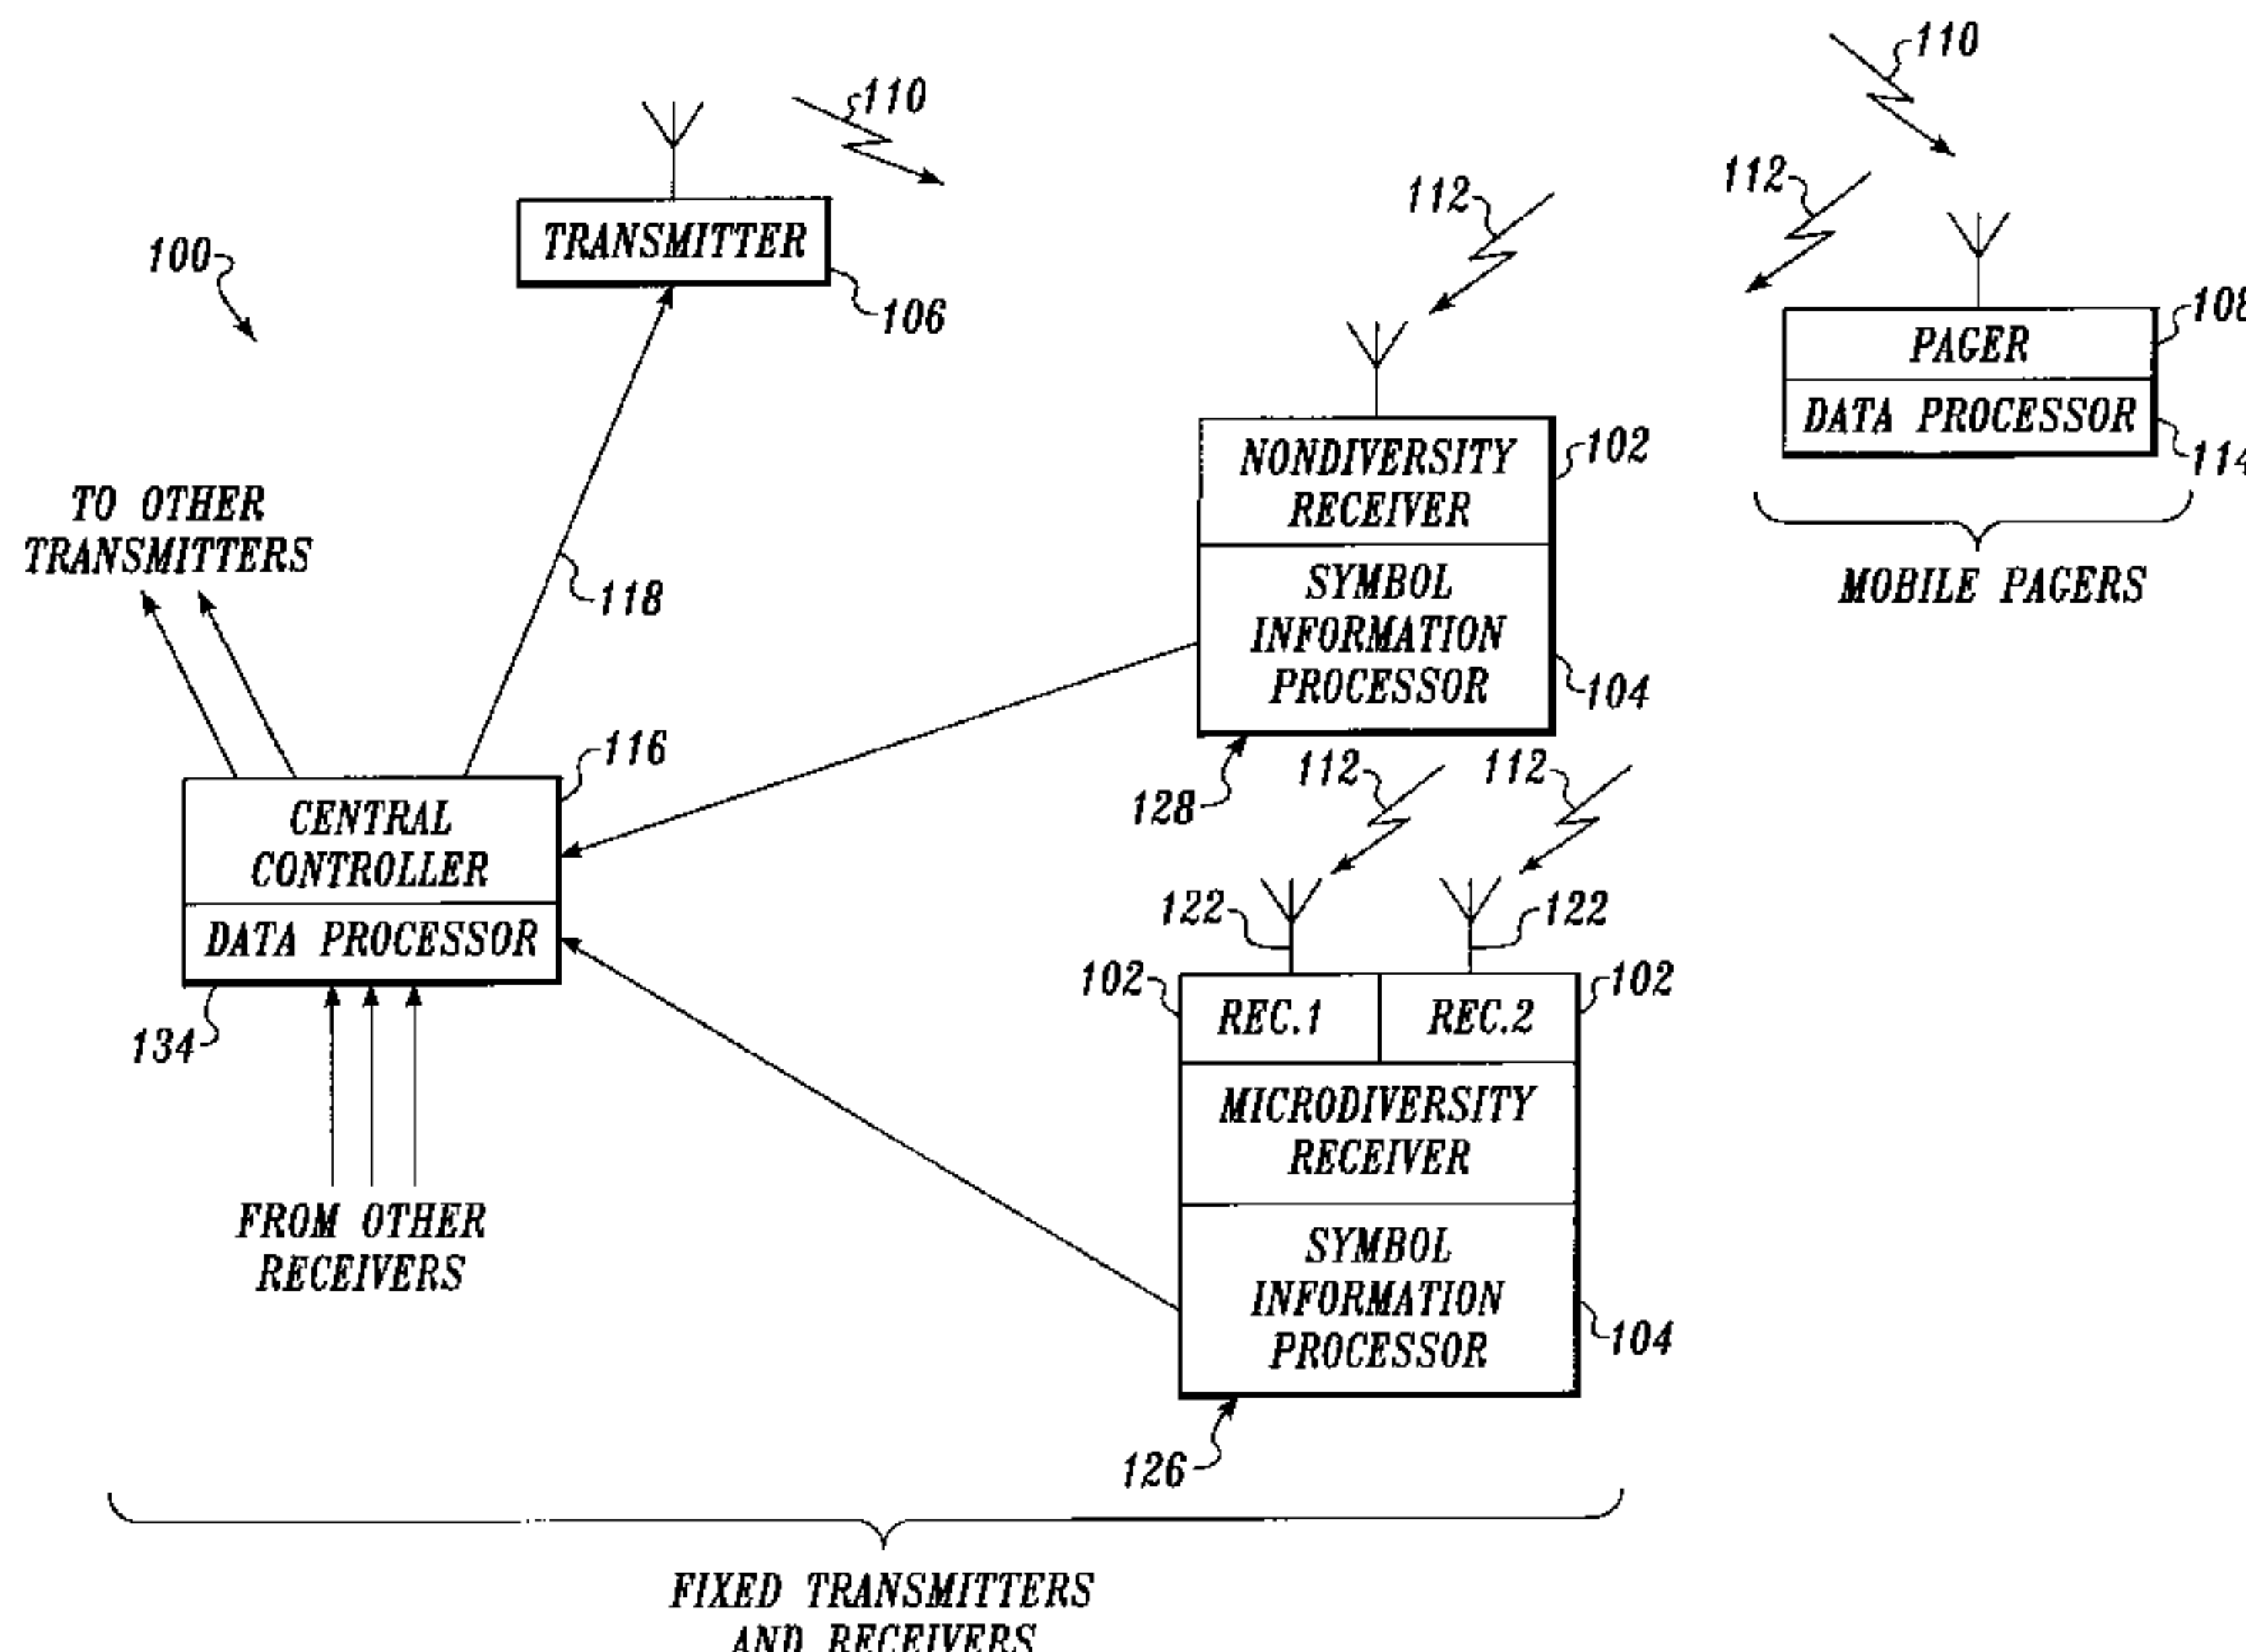 110
110
112
112
100
TRANSMITTER
106
108
PAGER
DATA PROCESSOR
114
MOBILE PAGERS
NONDIVERSITY
RECEIVER
102
SYMBOL
INFORMATION
PROCESSOR
104
128
TO OTHER
TRANSMITTERS
118
116
CENTRAL
CONTROLLER
DATA PROCESSOR
134
FROM OTHER
RECEIVERS
112
112
122
122
102
REC.1
REC.2
102
MICRODIVERSITY
RECEIVER
SYMBOL
INFORMATION
PROCESSOR
104
126
FIXED TRANSMITTERS
AND RECEIVERS